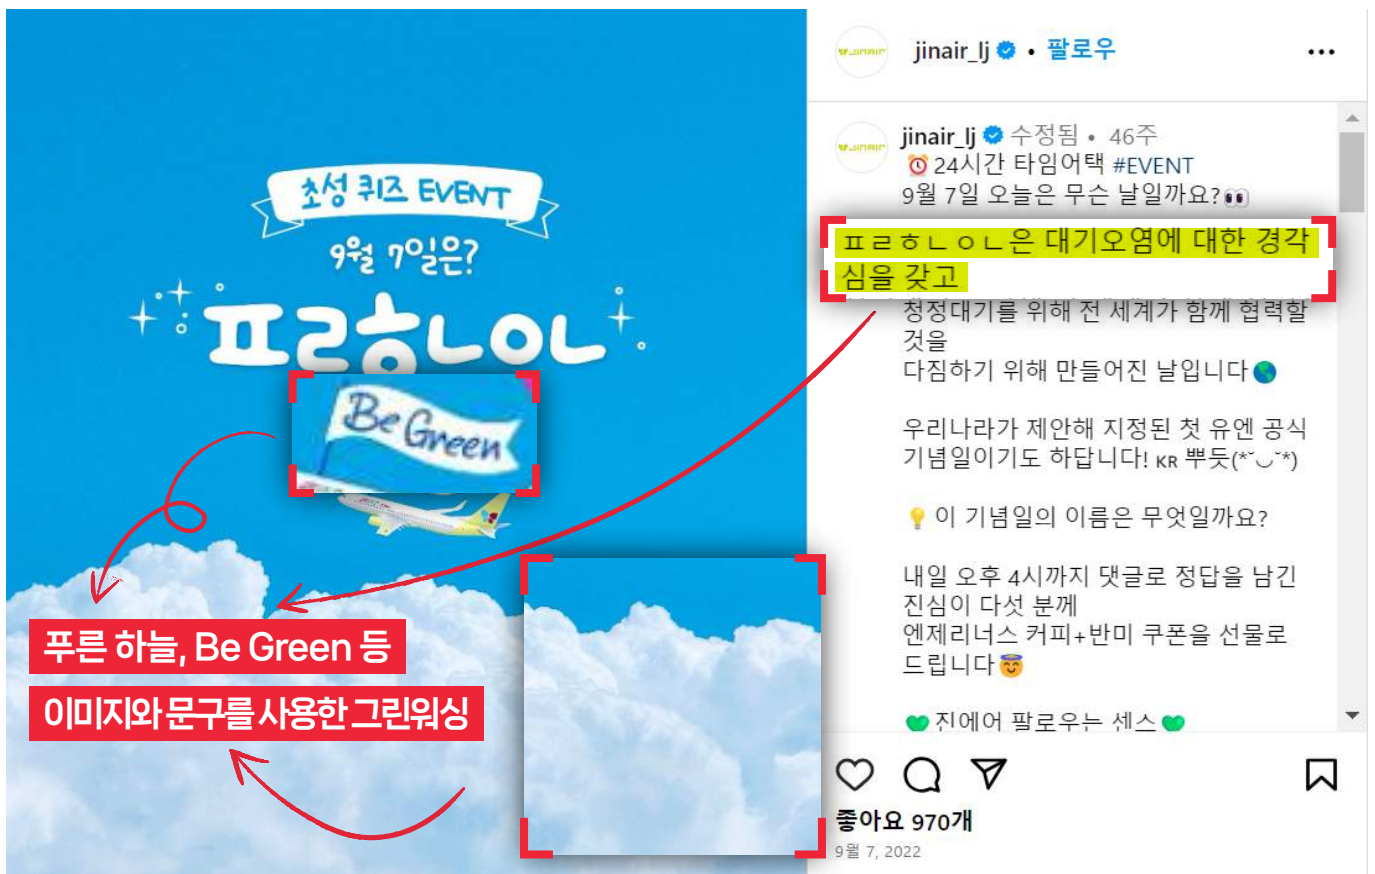 초성 퀴즈 EVENT
9월 7일은?
ㅍㄹㅎㄴㅇㄴ
Be Green
푸른 하늘, Be Green 등
이미지와 문구를 사용한 그린워싱
JINAIR
jinair_lj • 팔로우
JINAIR
jinair_lj 수정됨 • 46주
⏰24시간 타임어택 #EVENT
9월 7일 오늘은 무슨 날일까요?👀
ㅍㄹㅎㄴㅇㄴ은 대기오염에 대한 경각
심을 갖고
청정대기를 위해 전 세계가 함께 협력할
것을
다짐하기 위해 만들어진 날입니다🌎
우리나라가 제안해 지정된 첫 유엔 공식
기념일이기도 하답니다! KR 뿌듯(*˘◡˘*)
💡 이 기념일의 이름은 무엇일까요?
내일 오후 4시까지 댓글로 정답을 남긴
진심이 다섯 분께
엔제리너스 커피+반미 쿠폰을 선물로
드립니다😇
💚진에어 팔로우는 센스💚
좋아요 970개
9월 7, 2022